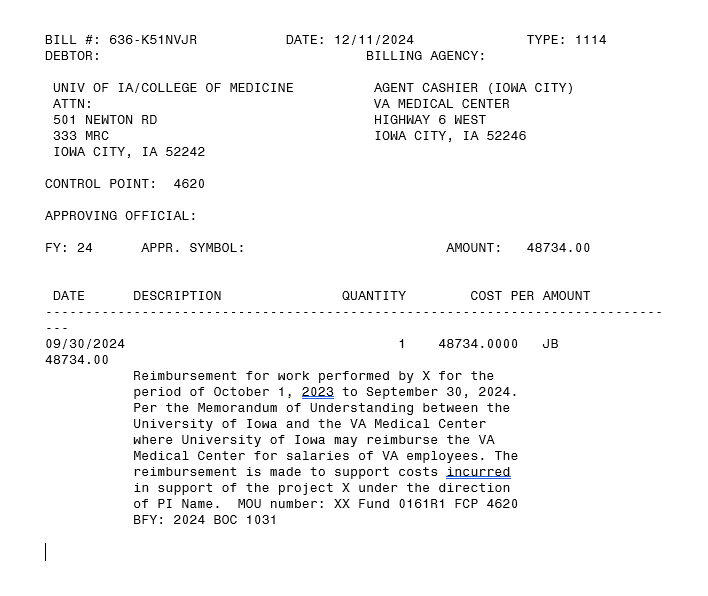 BILL #: 636-K51NVJR DATE: 12/11/2024 TYPE: 1114
DEBTOR: BILLING AGENCY:
UNIV OF IA/COLLEGE OF MEDICINE AGENT CASHIER (IOWA CITY)
ATTN: VA MEDICAL CENTER
501 NEWTON RD HIGHWAY 6 WEST
333 MRC IOWA CITY, IA 52246
IOWA CITY, IA 52242
CONTROL POINT: 4620
APPROVING OFFICIAL:
FY: 24 APPR. SYMBOL: AMOUNT: 48734.00
DATE DESCRIPTION QUANTITY COST PER AMOUNT
-----------------------------------------------------------------------------
---
09/30/2024 1 48734.0000 JB
48734.00
Reimbursement for work performed by X for the
period of October 1, 2023 to September 30, 2024.
Per the Memorandum of Understanding between the
University of Iowa and the VA Medical Center
where University of Iowa may reimburse the VA
Medical Center for salaries of VA employees. The
reimbursement is made to support costs incurred
in support of the project X under the direction
of PI Name. MOU number: XX Fund 0161R1 FCP 4620
BFY: 2024 BOC 1031